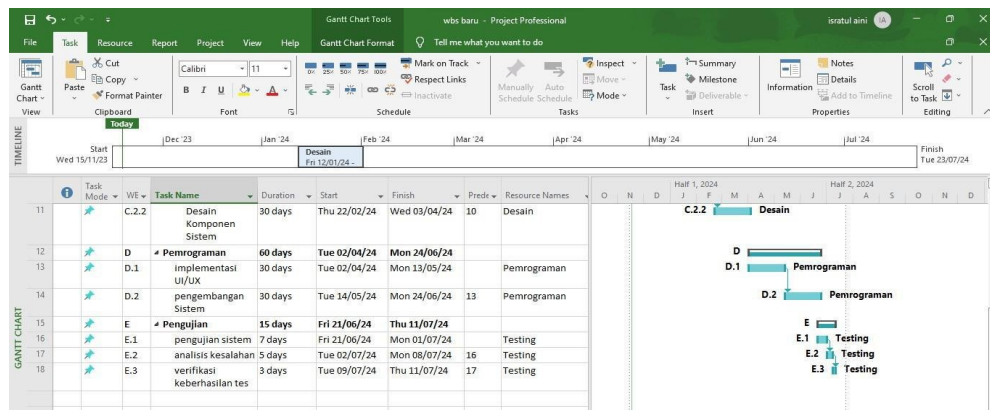 Gantt Chart Tools
wbs baru - Project Professional
isratul aini IA
File Task Resource Report Project View Help Gantt Chart Format Tell me what you want to do
Gantt Chart
View
Paste
Cut
Copy
Format Painter
Clipboard
Calibri 11
B I U A
Font
0% 25% 50% 75% 100%
Mark on Track
Respect Links
Inactivate
Schedule
Manually Schedule
Auto Schedule
Inspect
Move
Mode
Tasks
Task
Summary
Milestone
Deliverable
Insert
Information
Notes
Details
Add to Timeline
Properties
Scroll to Task
Editing
TIMELINE
Today
Start
Wed 15/11/23
Dec '23 Jan '24 Feb '24 Mar '24 Apr '24 May '24 Jun '24 Jul '24
Desain
Fri 12/01/24 -
Finish
Tue 23/07/24
GANTT CHART
Task Mode WE Task Name Duration Start Finish Prede Resource Names
11 C.2.2 Desain Komponen Sistem 30 days Thu 22/02/24 Wed 03/04/24 10 Desain
12 D Pemrograman 60 days Tue 02/04/24 Mon 24/06/24
13 D.1 implementasi UI/UX 30 days Tue 02/04/24 Mon 13/05/24 Pemrograman
14 D.2 pengembangan Sistem 30 days Tue 14/05/24 Mon 24/06/24 13 Pemrograman
15 E Pengujian 15 days Fri 21/06/24 Thu 11/07/24
16 E.1 pengujian sistem 7 days Fri 21/06/24 Mon 01/07/24 Testing
17 E.2 analisis kesalahan 5 days Tue 02/07/24 Mon 08/07/24 16 Testing
18 E.3 verifikasi keberhasilan tes 3 days Tue 09/07/24 Thu 11/07/24 17 Testing
Half 1, 2024 Half 2, 2024
O N D J F M A M J J A S O N D
C.2.2 Desain
D
D.1 Pemrograman
D.2 Pemrograman
E
E.1 Testing
E.2 Testing
E.3 Testing